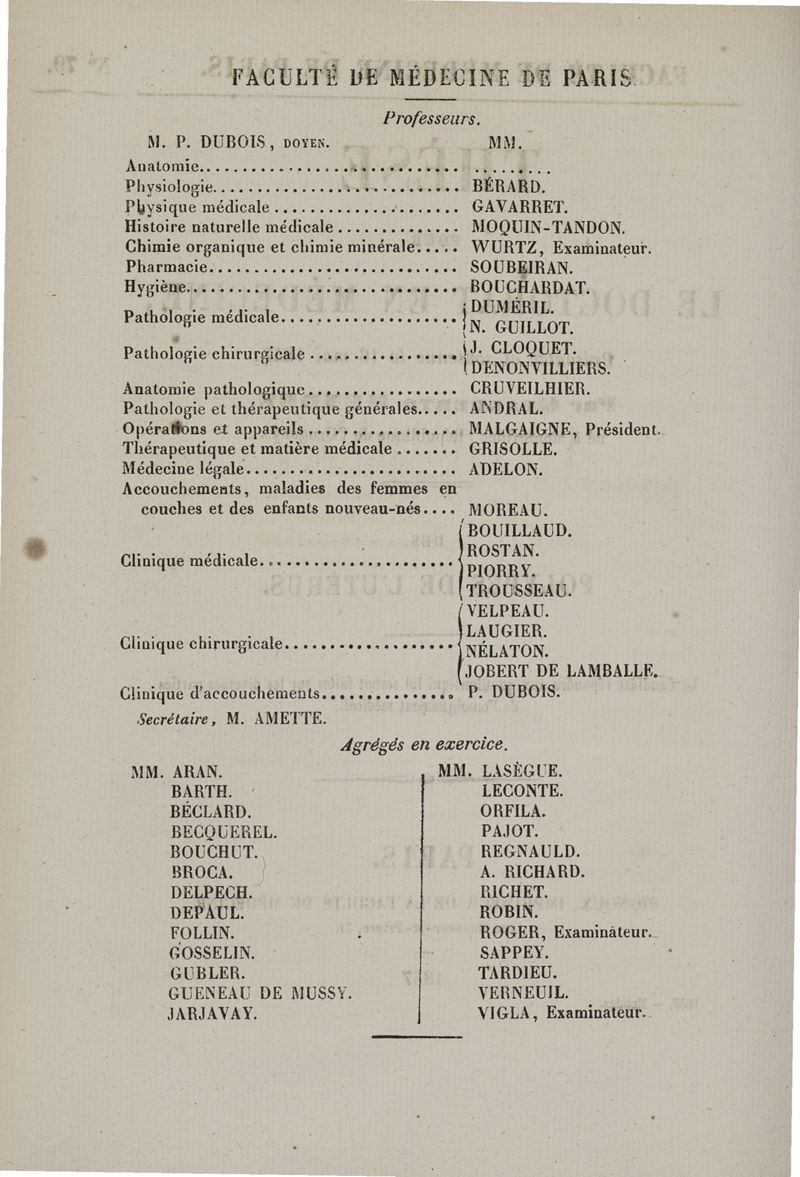 FACULTÉ DE MÉDECINE DE PARIS.
Professeurs.
M. P. DUBOIS, DOYEN. MM.
Anatomie.............................. .........
Physiologie........................... BÉRARD.
Physique médicale..................... GAVARRET.
Histoire naturelle médicale.............. MOQUIN-TANDON.
Chimie organique et chimie minérale..... WURTZ, Examinateur.
Pharmacie............................ SOUBEIRAN.
Hygiène.............................. BOUCHARDAT.
Pathologie médicale.................... DUMÉRIL.
N. GUILLOT.
Pathologie chirurgicale................. J. CLOQUET.
DENONVILLIERS.
Anatomie pathologique................. CRUVEILHIER.
Pathologie et thérapeutique générales..... ANDRAL.
Opérations et appareils................. MALGAIGNE, Président.
Thérapeutique et matière médicale....... GRISOLLE.
Médecine légale........................ ADELON.
Accouchements, maladies des femmes en
couches et des enfants nouveau-nés.... MOREAU.
Clinique médicale...................... BOUILLAUD.
ROSTAN.
PIORRY.
TROUSSEAU.
Clinique chirurgicale................... VELPEAU.
LAUGIER.
NÉLATON.
JOBERT DE LAMBALLE.
Clinique d'accouchements............... P. DUBOIS.
Secrétaire, M. AMETTE.
Agrégés en exercice.
MM. ARAN.
BARTH.
BÉCLARD.
BECQUEREL.
BOUCHUT.
BROCA.
DELPECH.
DEPAUL.
FOLLIN.
GOSSELIN.
GUBLER.
GUENEAU DE MUSSY.
JARJAVAY.
MM. LASÈGUE.
LECONTE.
ORFILA.
PAJOT.
REGNAULD.
A. RICHARD.
RICHET.
ROBIN.
ROGER, Examinateur.
SAPPEY.
TARDIEU.
VERNEUIL.
VIGLA, Examinateur.